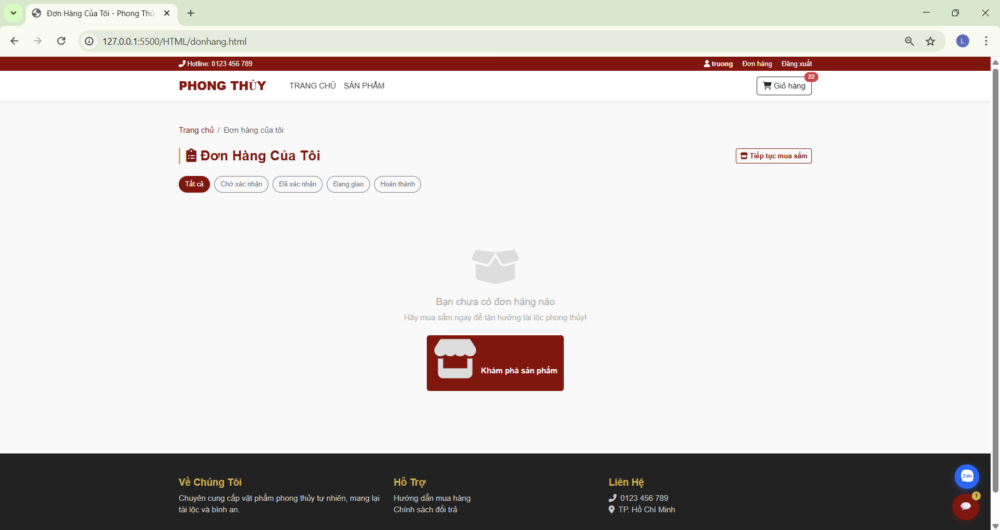 Đơn Hàng Của Tôi - Phong Thủy
127.0.0.1:5500/HTML/donhang.html
L
Hotline: 0123 456 789
truong Đơn hàng Đăng xuất
PHONG THỦY TRANG CHỦ SẢN PHẨM Giỏ hàng 22
Trang chủ / Đơn hàng của tôi
Đơn Hàng Của Tôi
Tiếp tục mua sắm
Tất cả Chờ xác nhận Đã xác nhận Đang giao Hoàn thành
Bạn chưa có đơn hàng nào
Hãy mua sắm ngay để tận hưởng tài lộc phong thủy!
Khám phá sản phẩm
Về Chúng Tôi
Chuyên cung cấp vật phẩm phong thủy tự nhiên, mang lại
tài lộc và bình an.
Hỗ Trợ
Hướng dẫn mua hàng
Chính sách đổi trả
Liên Hệ
0123 456 789
TP. Hồ Chí Minh
Zalo
1